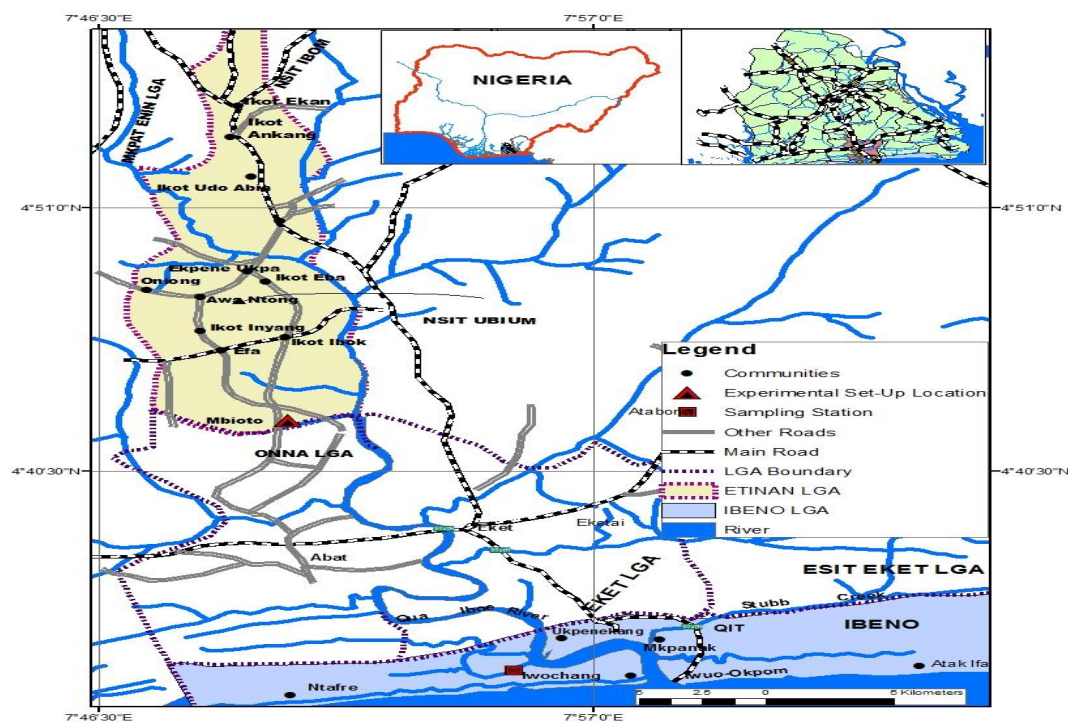 7°46'30"E
7°57'0"E
MKPAT ENIN LGA
NSIT IBOM
Ikot Ekan
Ikot
Ankang
Ikot Udo Abia
NIGERIA
4°51'0"N
4°51'0"N
Ekpene Ukpa
Omong
Ikot Eba
Awa Ntong
Ikot Inyang
Efa
Ikot Ibok
NSIT UBIUM
Mbioto
ONNA LGA
Legend
Communities
Experimental Set-Up Location
Atabong
Sampling Station
Other Roads
Main Road
LGA Boundary
ETINAN LGA
IBENO LGA
River
4°40'30"N
4°40'30"N
Eket
Eketai
Abat
EKET LGA
ESIT EKET LGA
Stubb Creek
Qua Iboe River
IBENO
QIT
Ukpenekang
Mkpanak
Iwochang
Iwuo-Okpom
Atak Ifa
Ntafre
5 2.5 0 5 Kilometers
7°46'30"E
7°57'0"E